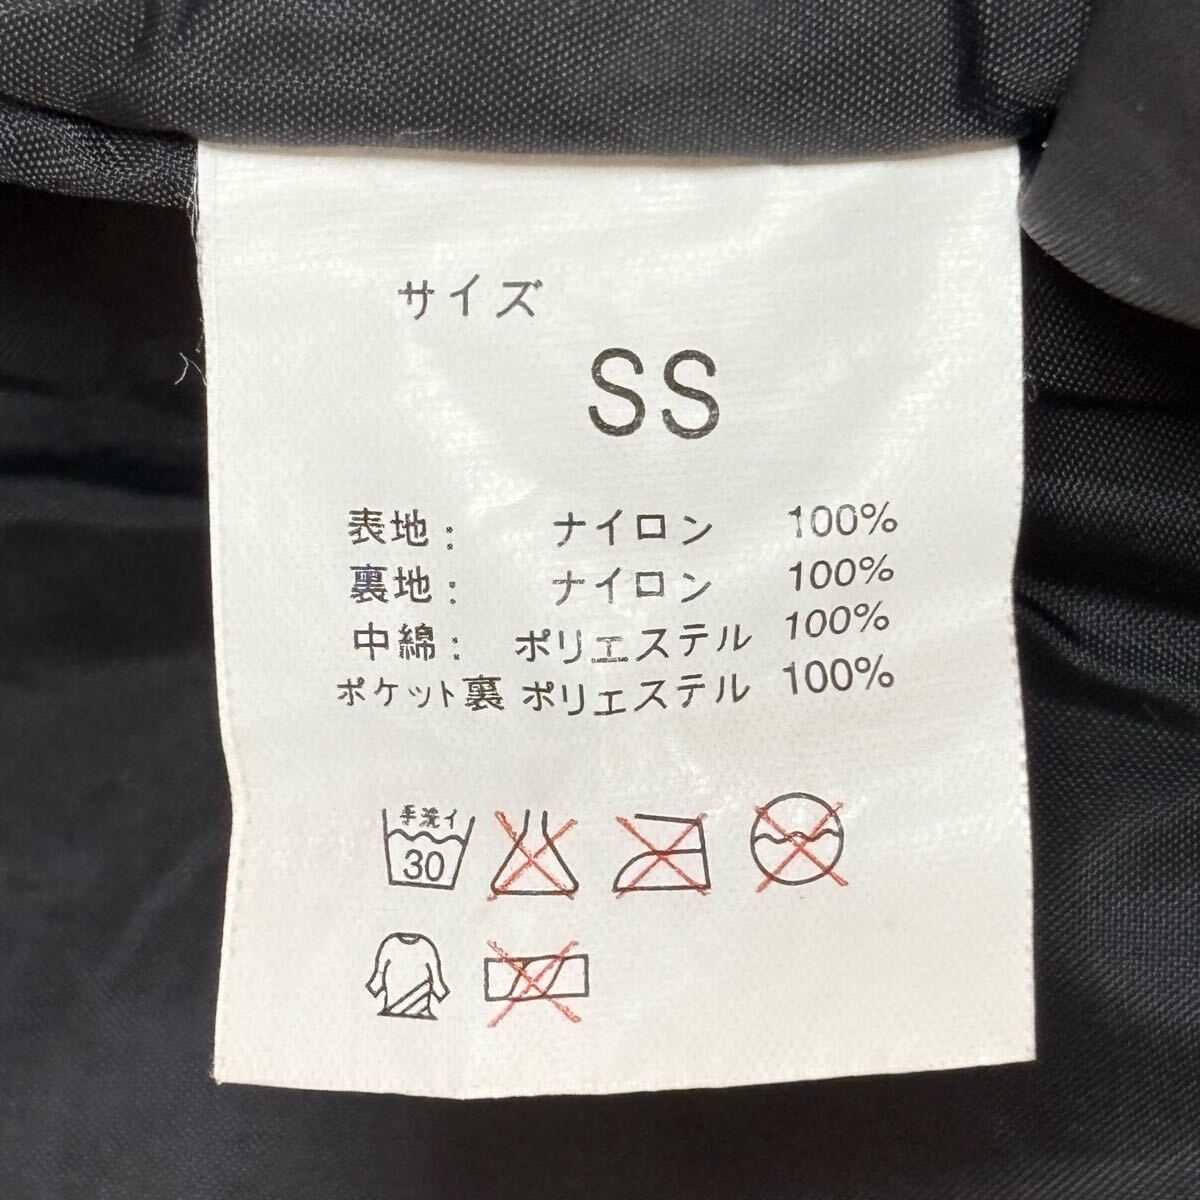 サイズ
SS
表地： ナイロン 100%
裏地： ナイロン 100%
中綿： ポリエステル 100%
ポケット裏 ポリエステル 100%
手洗イ
30